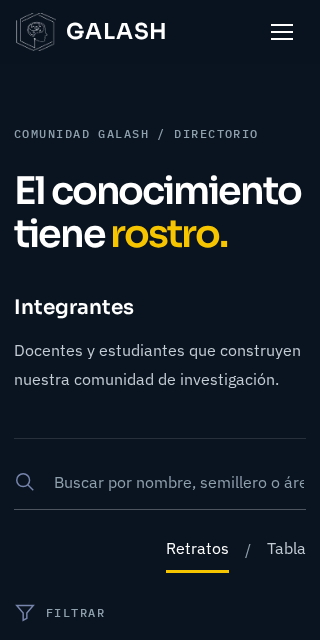 GALASH
COMUNIDAD GALASH / DIRECTORIO
El conocimiento
tiene rostro.
Integrantes
Docentes y estudiantes que construyen
nuestra comunidad de investigación.
Buscar por nombre, semillero o áre
Retratos / Tabla
FILTRAR